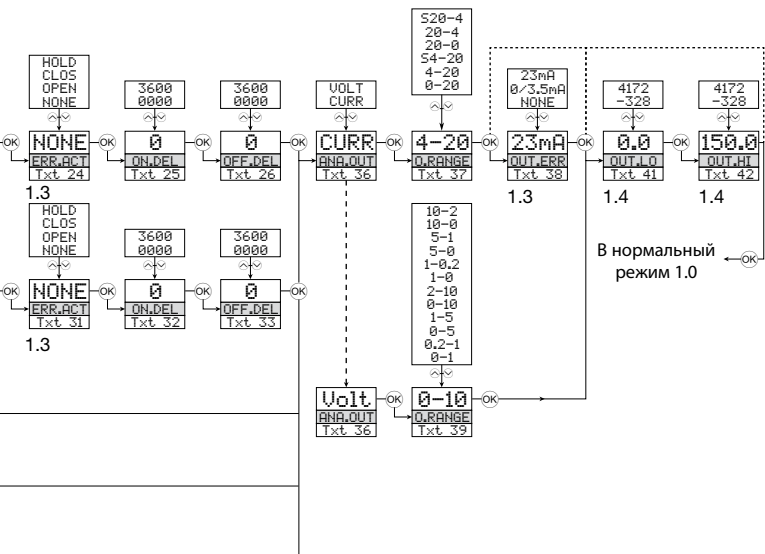 S20-4
20-4
20-0
S4-20
4-20
0-20
HOLD
CLOS
OPEN
NONE
3600
0000
3600
0000
VOLT
CURR
23mA
0/3.5mA
NONE
4172
-328
4172
-328
OK
NONE
ERR.ACT
Txt 24
OK
0
ON.DEL
Txt 25
OK
0
OFF.DEL
Txt 26
OK
CURR
ANA.OUT
Txt 36
OK
4-20
O.RANGE
Txt 37
OK
23mA
OUT.ERR
Txt 38
OK
0.0
OUT.LO
Txt 41
OK
150.0
OUT.HI
Txt 42
1.3
1.3
1.4
1.4
HOLD
CLOS
OPEN
NONE
3600
0000
3600
0000
10-2
10-0
5-1
5-0
1-0.2
1-0
2-10
0-10
1-5
0-5
0.2-1
0-1
В нормальный
режим 1.0
OK
OK
NONE
ERR.ACT
Txt 31
OK
0
ON.DEL
Txt 32
OK
0
OFF.DEL
Txt 33
OK
1.3
Volt
ANA.OUT
Txt 36
OK
0-10
O.RANGE
Txt 39
OK